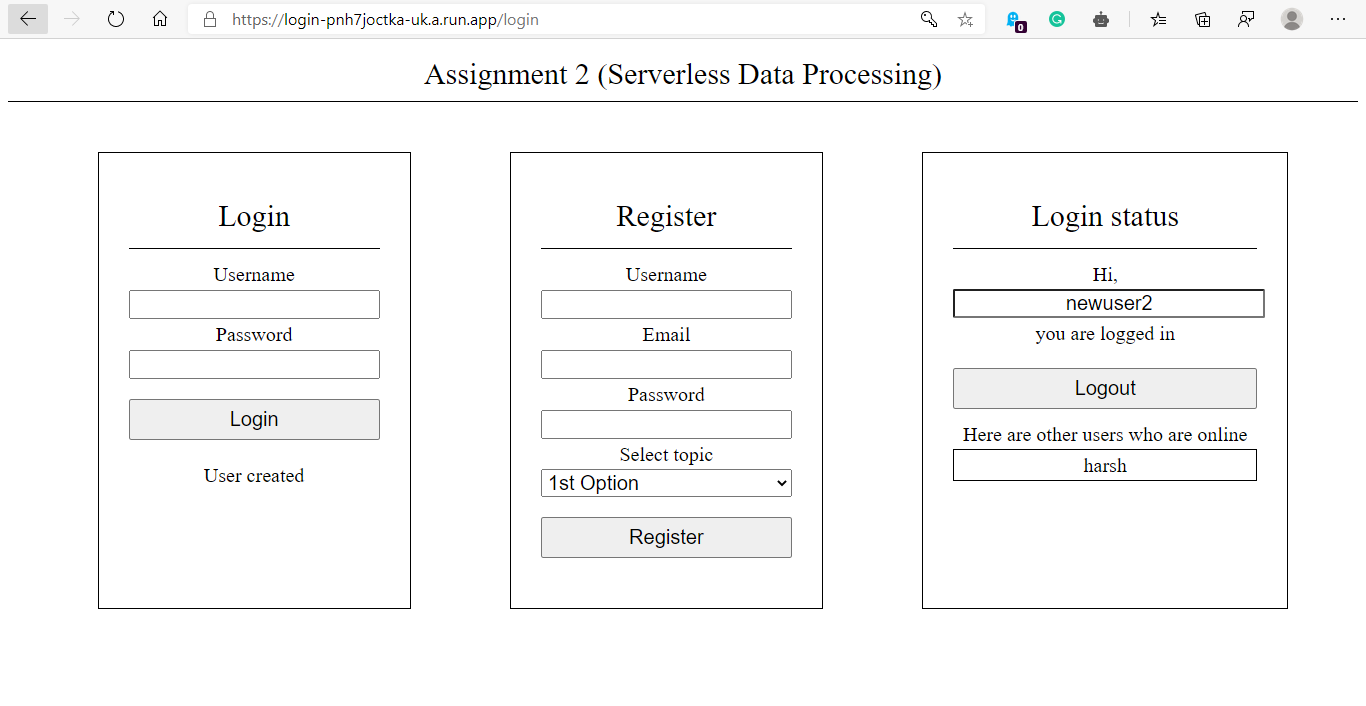 https://login-pnh7joctka-uk.a.run.app/login
0
Assignment 2 (Serverless Data Processing)
Login
Username
Password
Login
User created
Register
Username
Email
Password
Select topic
1st Option
Register
Login status
Hi,
newuser2
you are logged in
Logout
Here are other users who are online
harsh